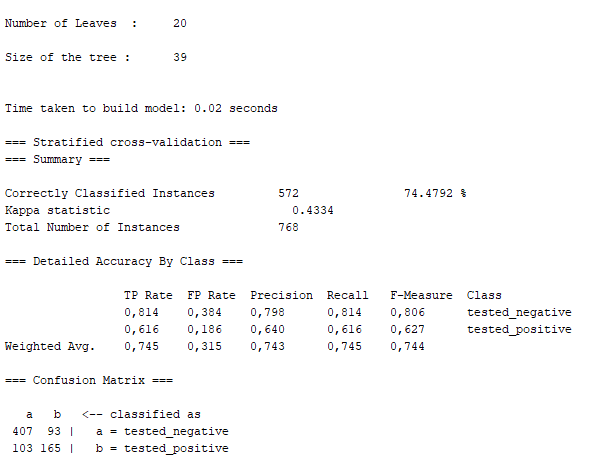 Number of Leaves  :     20
Size of the tree :      39
Time taken to build model: 0.02 seconds
=== Stratified cross-validation ===
=== Summary ===
Correctly Classified Instances         572               74.4792 %
Kappa statistic                          0.4334
Total Number of Instances              768
=== Detailed Accuracy By Class ===
                 TP Rate  FP Rate  Precision  Recall   F-Measure  Class
                 0,814    0,384    0,798      0,814    0,806      tested_negative
                 0,616    0,186    0,640      0,616    0,627      tested_positive
Weighted Avg.    0,745    0,315    0,743      0,745    0,744
=== Confusion Matrix ===
   a   b   <-- classified as
 407  93 |   a = tested_negative
 103 165 |   b = tested_positive